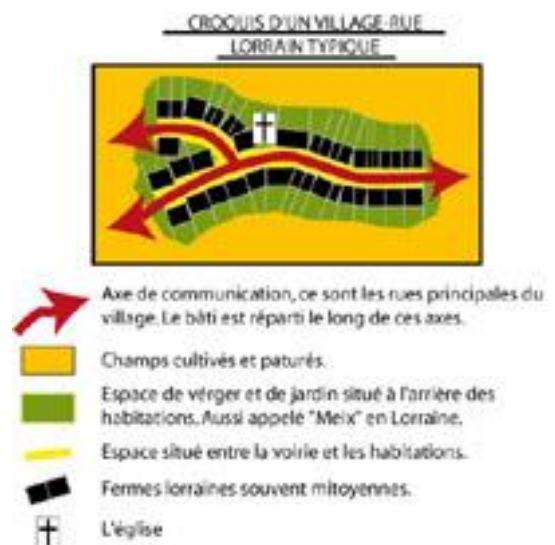 CROQUIS D'UN VILLAGE-RUE
LORRAIN TYPIQUE
Axe de communication, ce sont les rues principales du
village. Le bâti est réparti le long de ces axes.
Champs cultivés et paturés.
Espace de vérger et de jardin situé à l'arrière des
habitations. Aussi appelé "Meix" en Lorraine.
Espace situé entre la voirie et les habitations.
Fermes lorraines souvent mitoyennes.
L'église